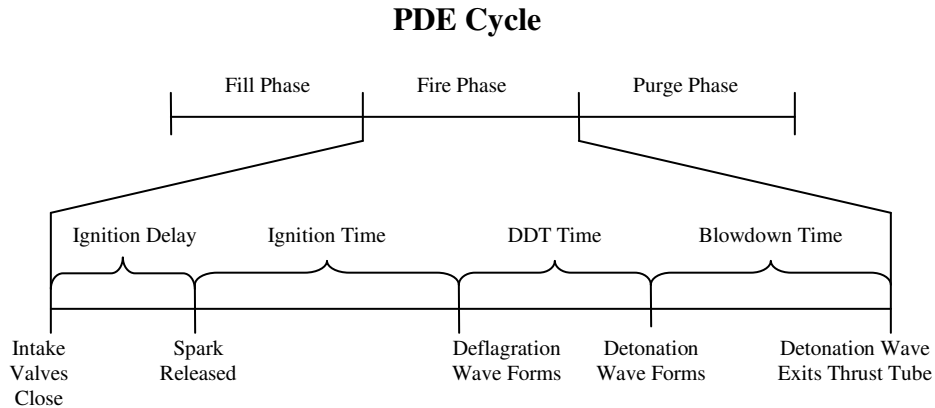 PDE Cycle
Fill Phase
Fire Phase
Purge Phase
Ignition Delay
Ignition Time
DDT Time
Blowdown Time
Intake
Valves
Close
Spark
Released
Deflagration
Wave Forms
Detonation
Wave Forms
Detonation Wave
Exits Thrust Tube